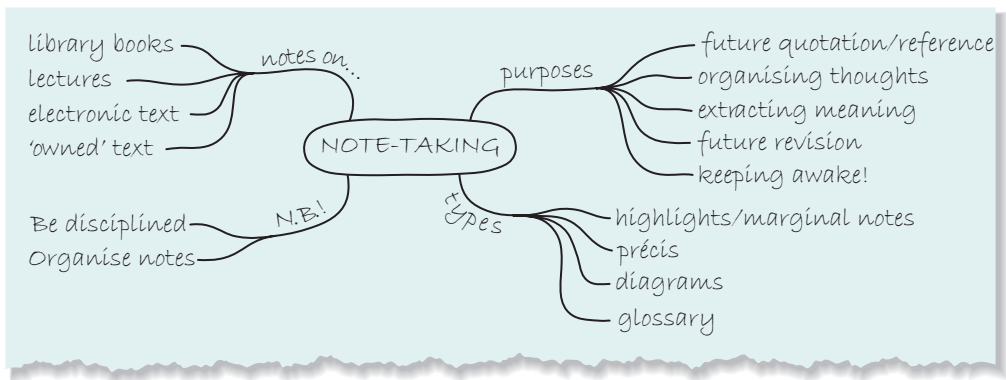 library books
lectures
electronic text
‘owned’ text
notes on...
NOTE-TAKING
purposes
future quotation/reference
organising thoughts
extracting meaning
future revision
keeping awake!
N.B.!
Be disciplined
Organise notes
types
highlights/marginal notes
précis
diagrams
glossary